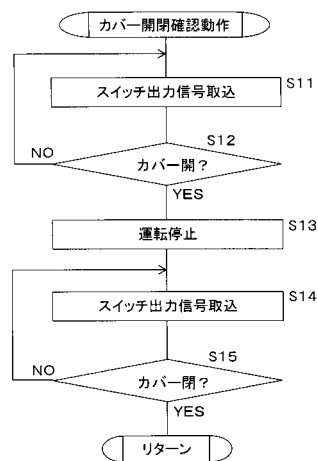 カバー開閉確認動作
S11
スイッチ出力信号取込
S12
カバー開？
NO
YES
S13
運転停止
S14
スイッチ出力信号取込
S15
カバー閉？
NO
YES
リターン